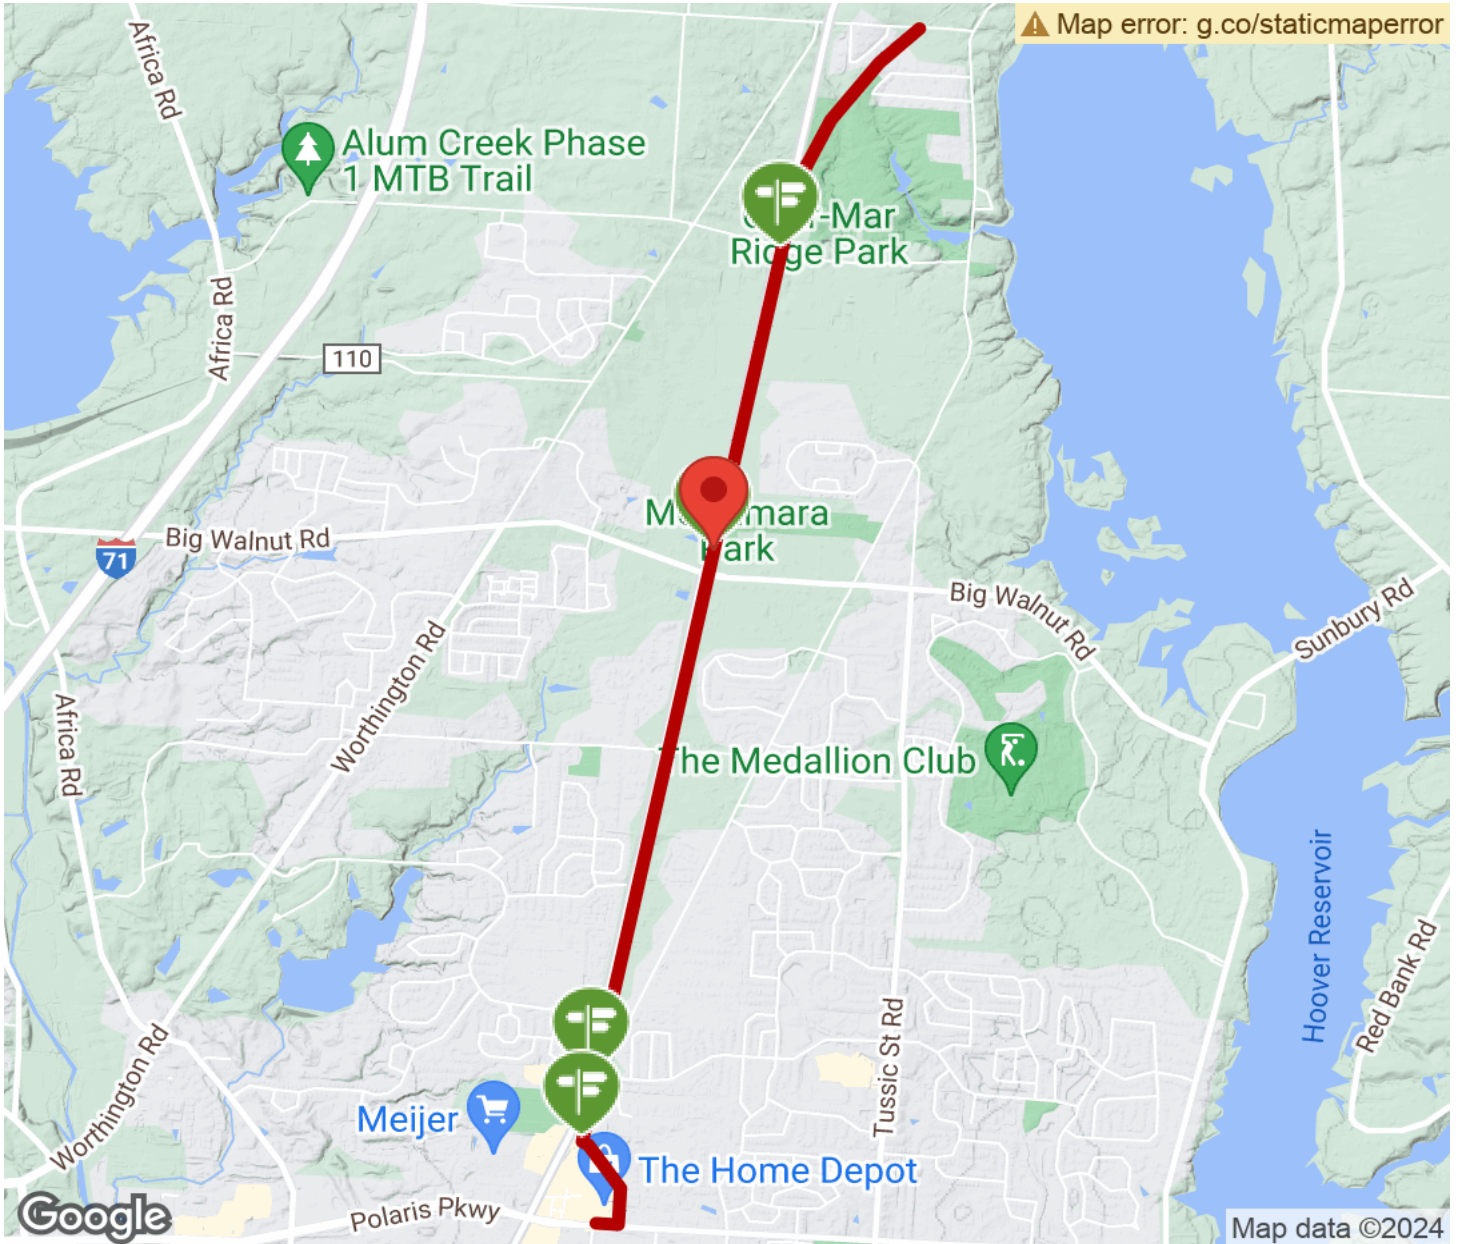 Map error: g.co/staticmaperror
Africa Rd
Alum Creek Phase
1 MTB Trail
-Mar
Ridge Park
Africa Rd
110
Park
Big Walnut Rd
71
Big Walnut Rd
Sunbury Rd
Worthington Rd
Africa Rd
The Medallion Club
Hoover Reservoir
Red Bank Rd
Tussic St Rd
Worthington Rd
Meijer
The Home Depot
Polaris Pkwy
Google
Map data ©2024